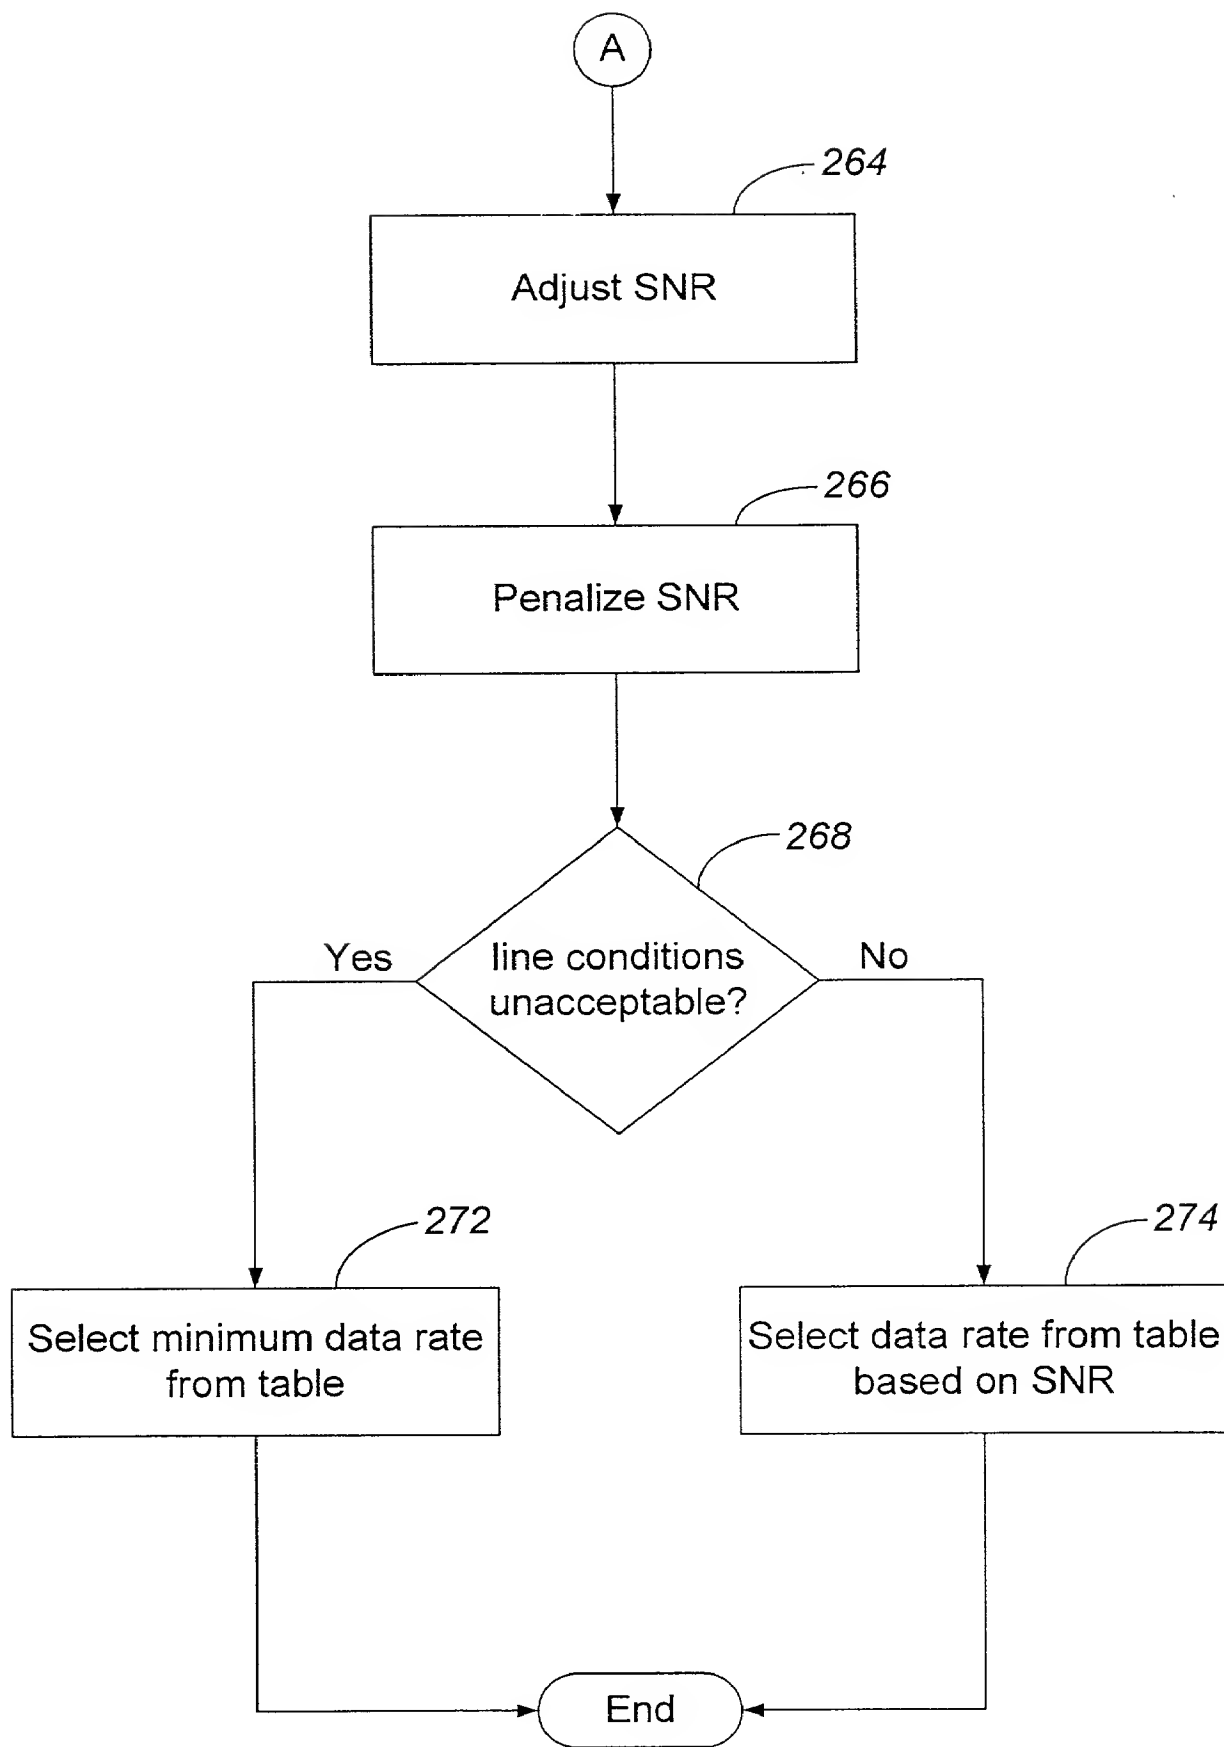 A
264
Adjust SNR
266
Penalize SNR
268
Yes
line conditions
unacceptable?
No
272
Select minimum data rate
from table
274
Select data rate from table
based on SNR
End